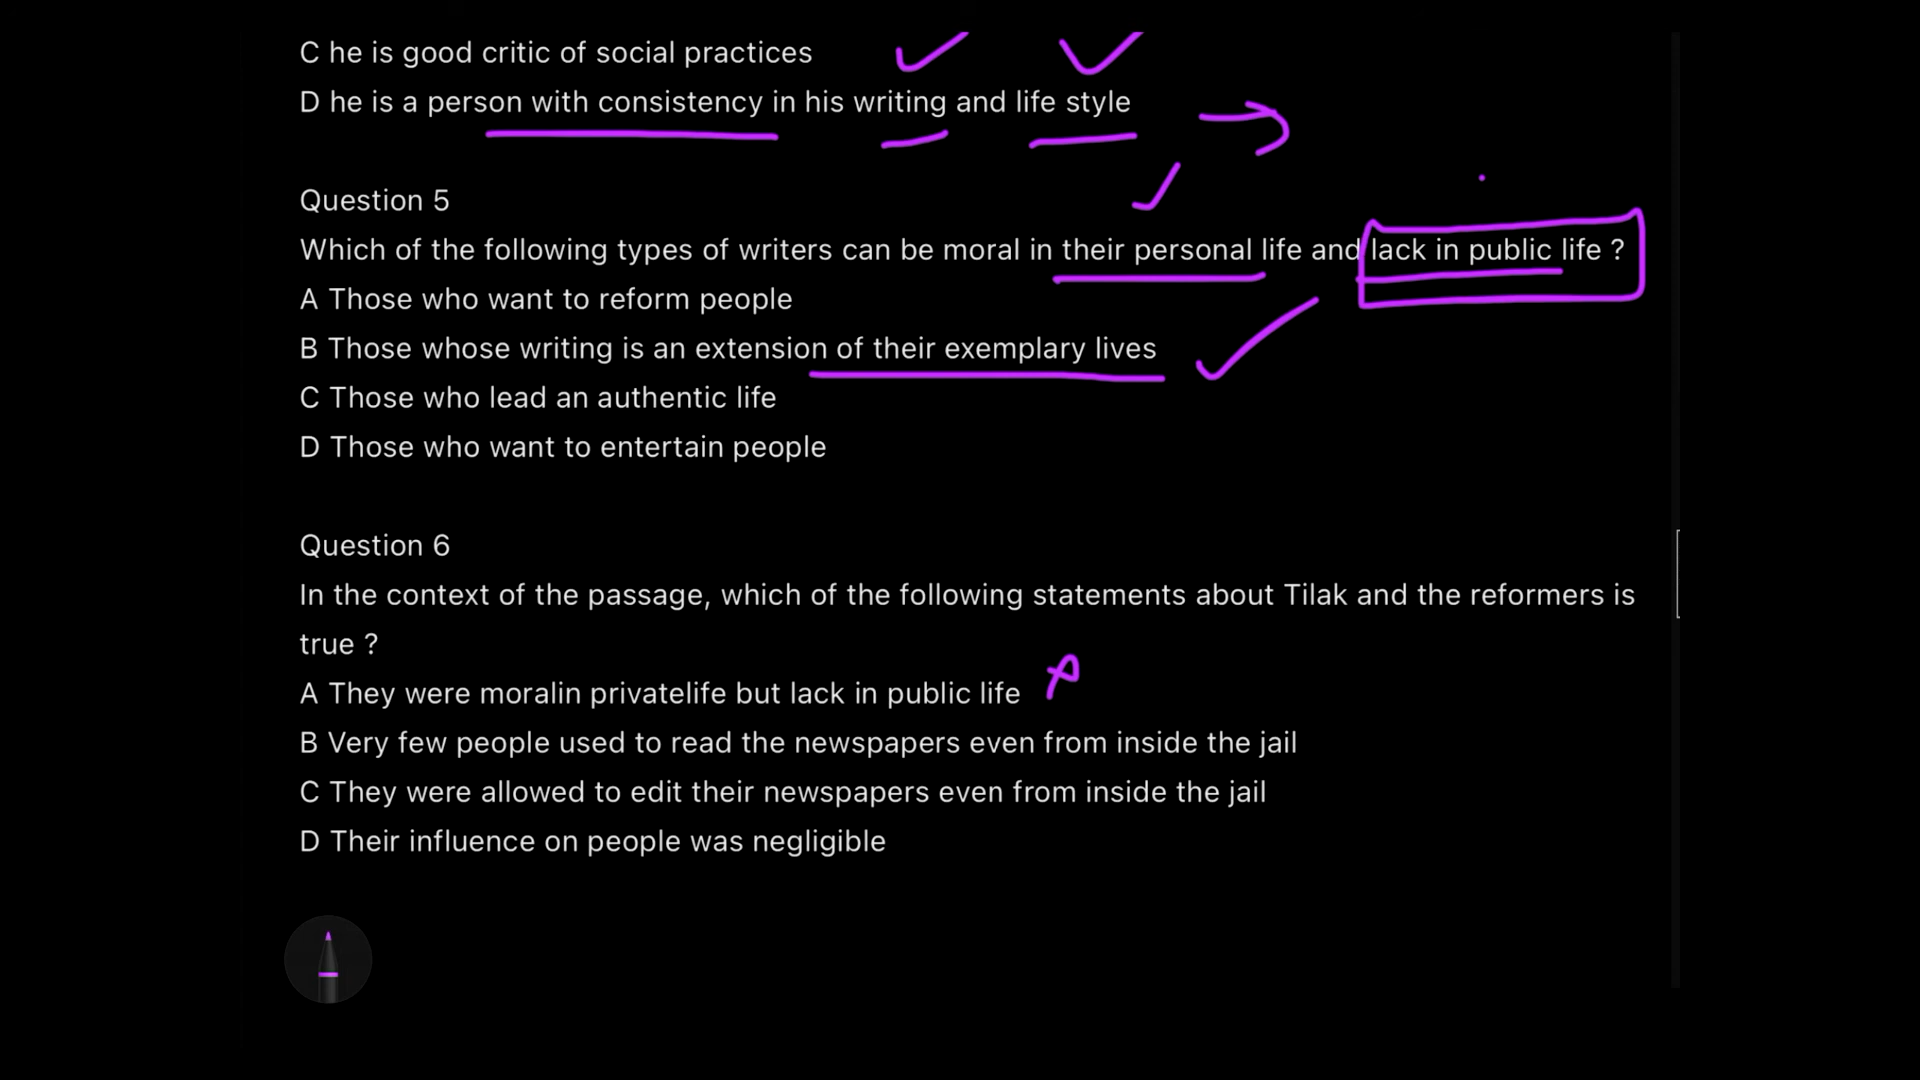 C he is good critic of social practices
D he is a person with consistency in his writing and life style
Question 5
Which of the following types of writers can be moral in their personal life and lack in public life ?
A Those who want to reform people
B Those whose writing is an extension of their exemplary lives
C Those who lead an authentic life
D Those who want to entertain people
Question 6
In the context of the passage, which of the following statements about Tilak and the reformers is
true ?
A They were moralin privatelife but lack in public life
B Very few people used to read the newspapers even from inside the jail
C They were allowed to edit their newspapers even from inside the jail
D Their influence on people was negligible